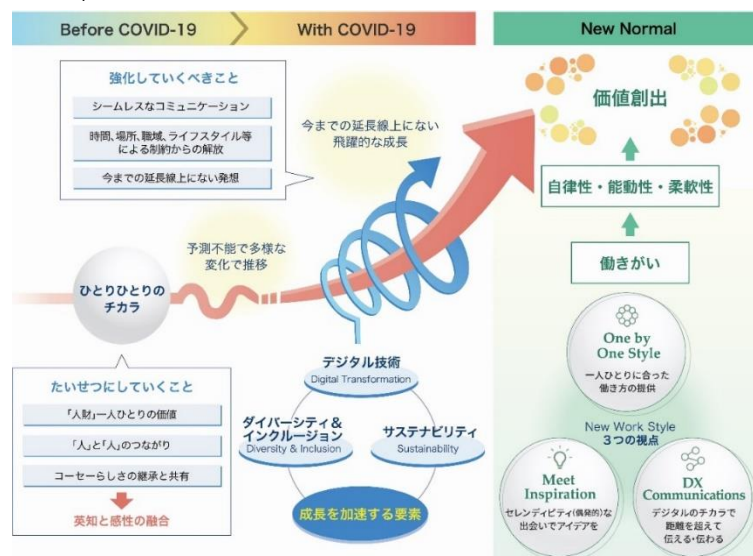 Before COVID-19
With COVID-19
New Normal
強化していくべきこと
シームレスなコミュニケーション
時間、場所、職域、ライフスタイル等
による制約からの解放
今までの延長線上にない発想
今までの延長線上にない
飛躍的な成長
予測不能で多様な
変化で推移
ひとりひとりの
チカラ
たいせつにしていくこと
「人財」一人ひとりの価値
「人」と「人」のつながり
コーセーらしさの継承と共有
英知と感性の融合
デジタル技術
Digital Transformation
ダイバーシティ&
インクルージョン
Diversity & Inclusion
サステナビリティ
Sustainability
成長を加速する要素
価値創出
自律性・能動性・柔軟性
働きがい
One by
One Style
一人ひとりに合った
働き方の提供
New Work Style
3つの視点
Meet
Inspiration
セレンディピティ(偶発的)な
出会いでアイデアを
DX
Communications
デジタルのチカラで
距離を超えて
伝える・伝わる